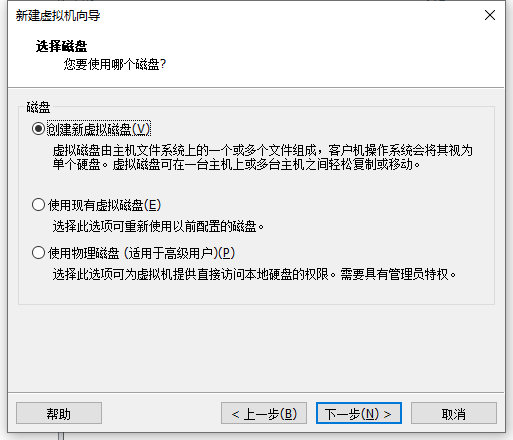 新建虚拟机向导
选择磁盘
您要使用哪个磁盘?
磁盘
创建新虚拟磁盘(V)
虚拟磁盘由主机文件系统上的一个或多个文件组成，客户机操作系统会将其视为
单个硬盘。虚拟磁盘可在一台主机上或多台主机之间轻松复制或移动。
使用现有虚拟磁盘(E)
选择此选项可重新使用以前配置的磁盘。
使用物理磁盘 (适用于高级用户)(P)
选择此选项可为虚拟机提供直接访问本地硬盘的权限。需要具有管理员特权。
帮助
< 上一步(B)
下一步(N) >
取消